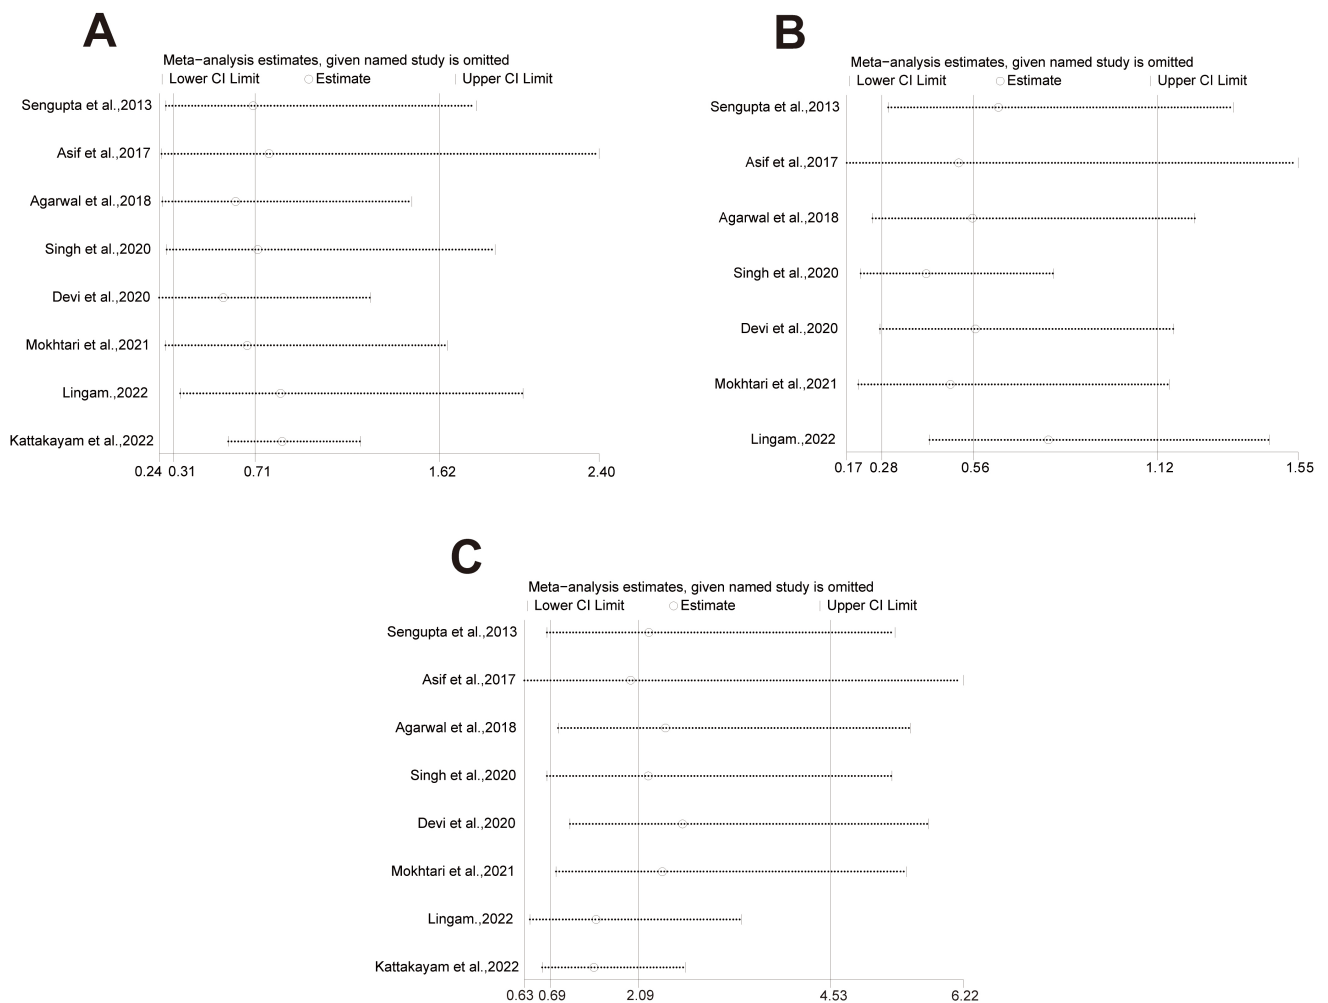 A
Meta−analysis estimates, given named study is omitted
Lower CI Limit Estimate Upper CI Limit
Sengupta et al.,2013
Asif et al.,2017
Agarwal et al.,2018
Singh et al.,2020
Devi et al.,2020
Mokhtari et al.,2021
Lingam.,2022
Kattakayam et al.,2022
0.24 0.31 0.71 1.62 2.40
B
Meta−analysis estimates, given named study is omitted
Lower CI Limit Estimate Upper CI Limit
Sengupta et al.,2013
Asif et al.,2017
Agarwal et al.,2018
Singh et al.,2020
Devi et al.,2020
Mokhtari et al.,2021
Lingam.,2022
0.17 0.28 0.56 1.12 1.55
C
Meta−analysis estimates, given named study is omitted
Lower CI Limit Estimate Upper CI Limit
Sengupta et al.,2013
Asif et al.,2017
Agarwal et al.,2018
Singh et al.,2020
Devi et al.,2020
Mokhtari et al.,2021
Lingam.,2022
Kattakayam et al.,2022
0.63 0.69 2.09 4.53 6.22